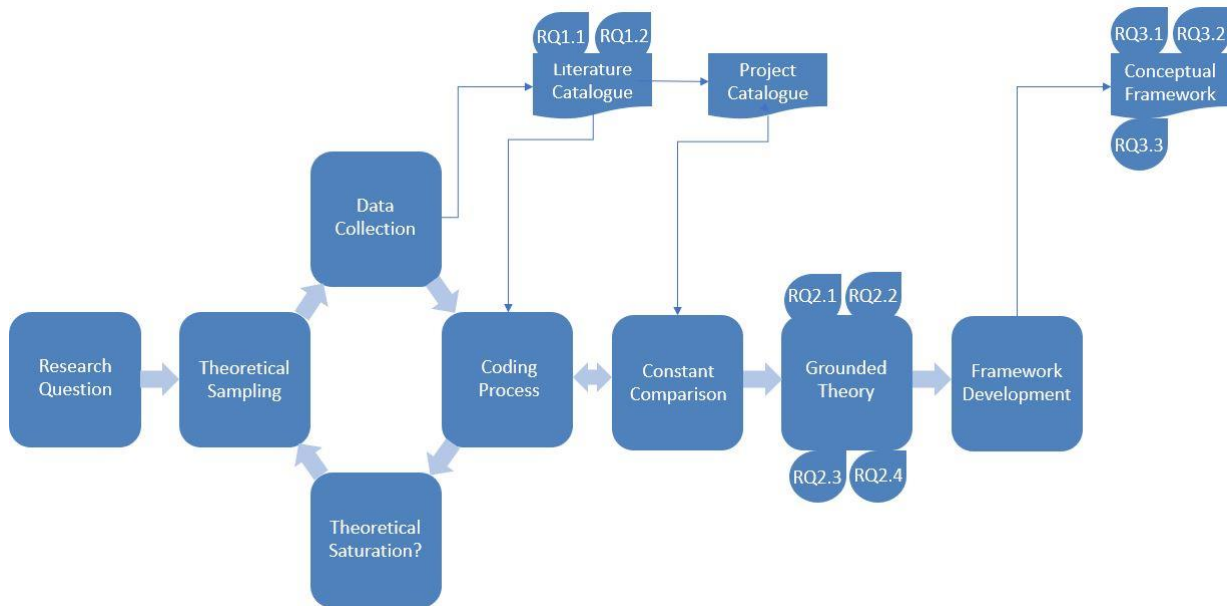 RQ1.1
RQ1.2
Literature
Catalogue
Project
Catalogue
RQ3.1
RQ3.2
Conceptual
Framework
RQ3.3
Data
Collection
Research
Question
Theoretical
Sampling
Coding
Process
Constant
Comparison
RQ2.1
RQ2.2
Grounded
Theory
RQ2.3
RQ2.4
Framework
Development
Theoretical
Saturation?